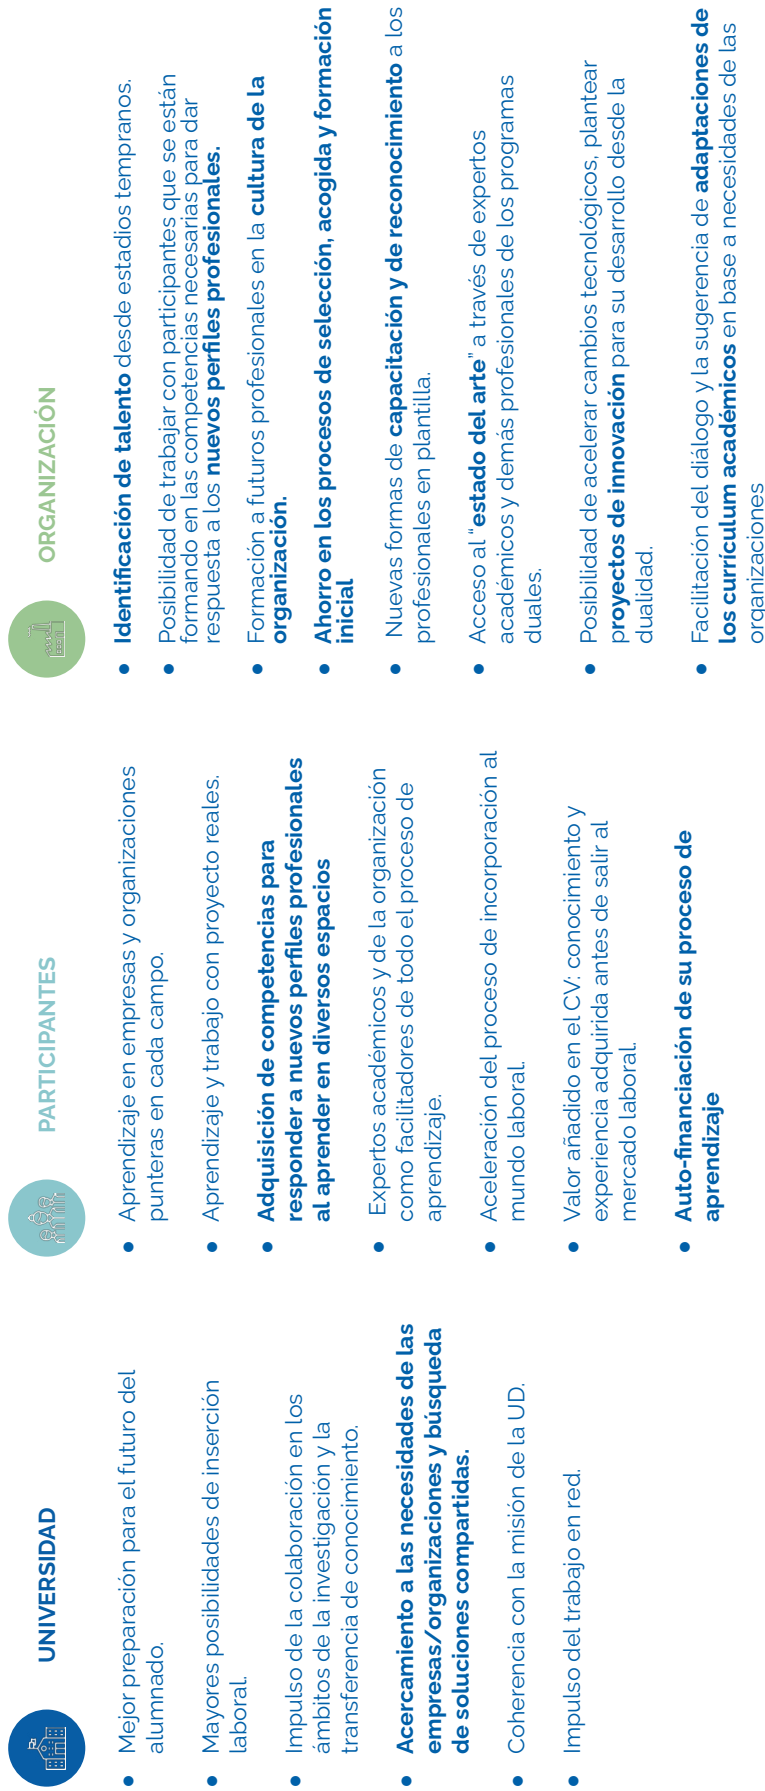 UNIVERSIDAD
Mejor preparación para el futuro del
alumnado.
Mayores posibilidades de inserción
laboral.
Impulso de la colaboración en los
ámbitos de la investigación y la
transferencia de conocimiento.
Acercamiento a las necesidades de las
empresas/organizaciones y búsqueda
de soluciones compartidas.
Coherencia con la misión de la UD.
Impulso del trabajo en red.
PARTICIPANTES
Aprendizaje en empresas y organizaciones
punteras en cada campo.
Aprendizaje y trabajo con proyecto reales.
Adquisición de competencias para
responder a nuevos perfiles profesionales
al aprender en diversos espacios
Expertos académicos y de la organización
como facilitadores de todo el proceso de
aprendizaje.
Aceleración del proceso de incorporación al
mundo laboral.
Valor añadido en el CV: conocimiento y
experiencia adquirida antes de salir al
mercado laboral.
Auto-financiación de su proceso de
aprendizaje
ORGANIZACIÓN
Identificación de talento desde estadios tempranos.
Posibilidad de trabajar con participantes que se están
formando en las competencias necesarias para dar
respuesta a los nuevos perfiles profesionales.
Formación a futuros profesionales en la cultura de la
organización.
Ahorro en los procesos de selección, acogida y formación
inicial
Nuevas formas de capacitación y de reconocimiento a los
profesionales en plantilla.
Acceso al “estado del arte” a través de expertos
académicos y demás profesionales de los programas
duales.
Posibilidad de acelerar cambios tecnológicos, plantear
proyectos de innovación para su desarrollo desde la
dualidad.
Facilitación del diálogo y la sugerencia de adaptaciones de
los currículum académicos en base a necesidades de las
organizaciones